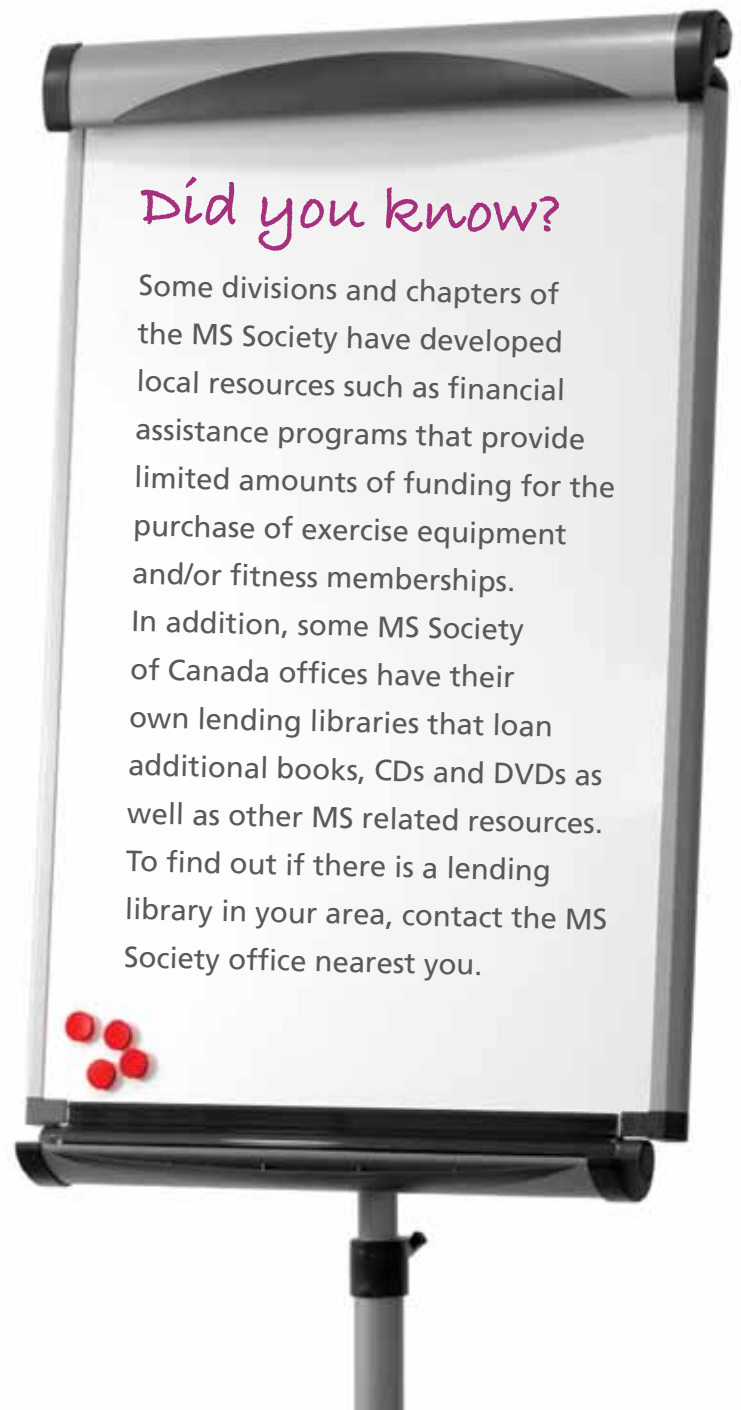 Did you know?
Some divisions and chapters of
the MS Society have developed
local resources such as financial
assistance programs that provide
limited amounts of funding for the
purchase of exercise equipment
and/or fitness memberships.
In addition, some MS Society
of Canada offices have their
own lending libraries that loan
additional books, CDs and DVDs as
well as other MS related resources.
To find out if there is a lending
library in your area, contact the MS
Society office nearest you.